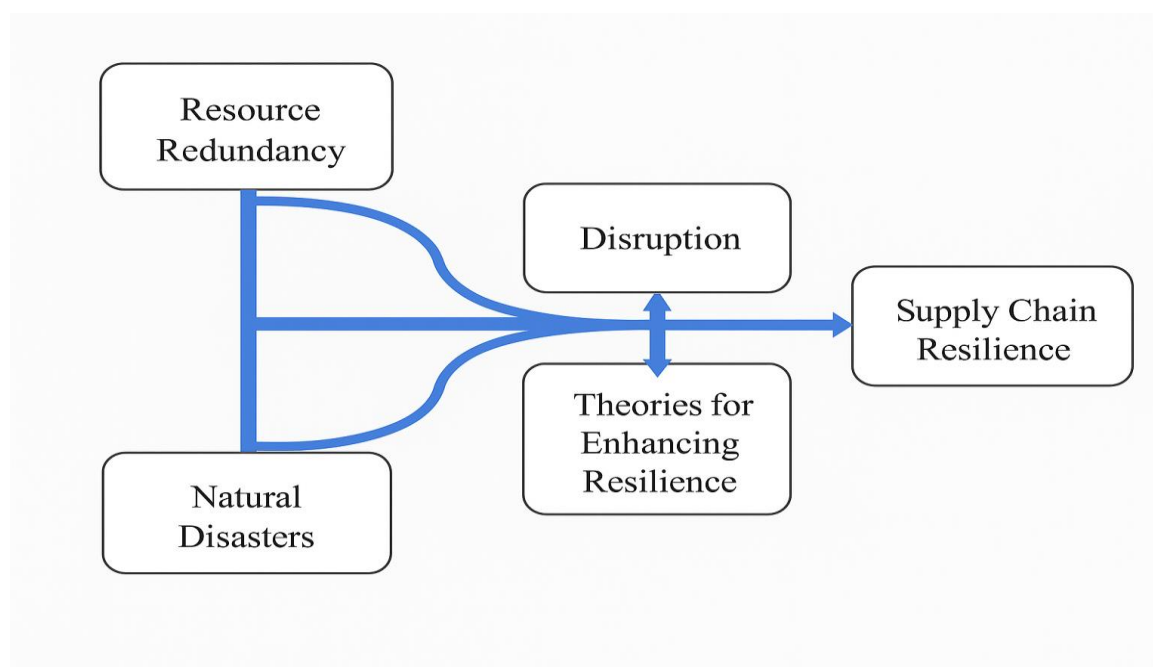 Resource
Redundancy
Disruption
Supply Chain
Resilience
Theories for
Enhancing
Resilience
Natural
Disasters